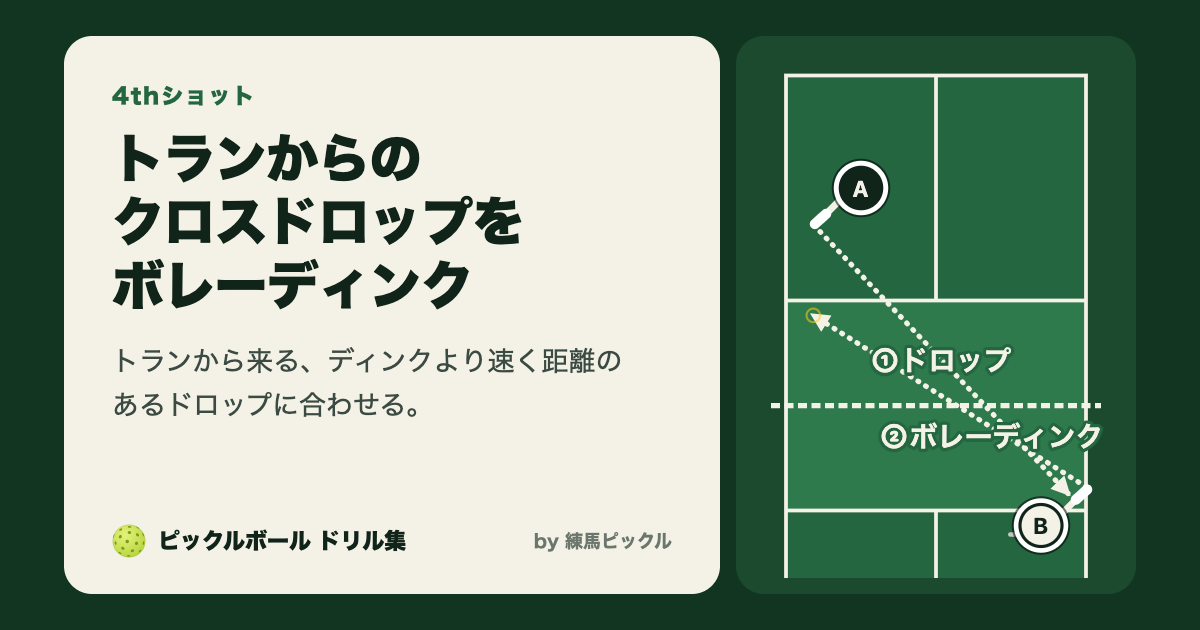 4thショット
トランからの
クロスドロップを
ボレーディンク
トランから来る、ディンクより速く距離の
あるドロップに合わせる。
ピックルボール ドリル集
by 練馬ピックル
A
①ドロップ
②ボレーディンク
B